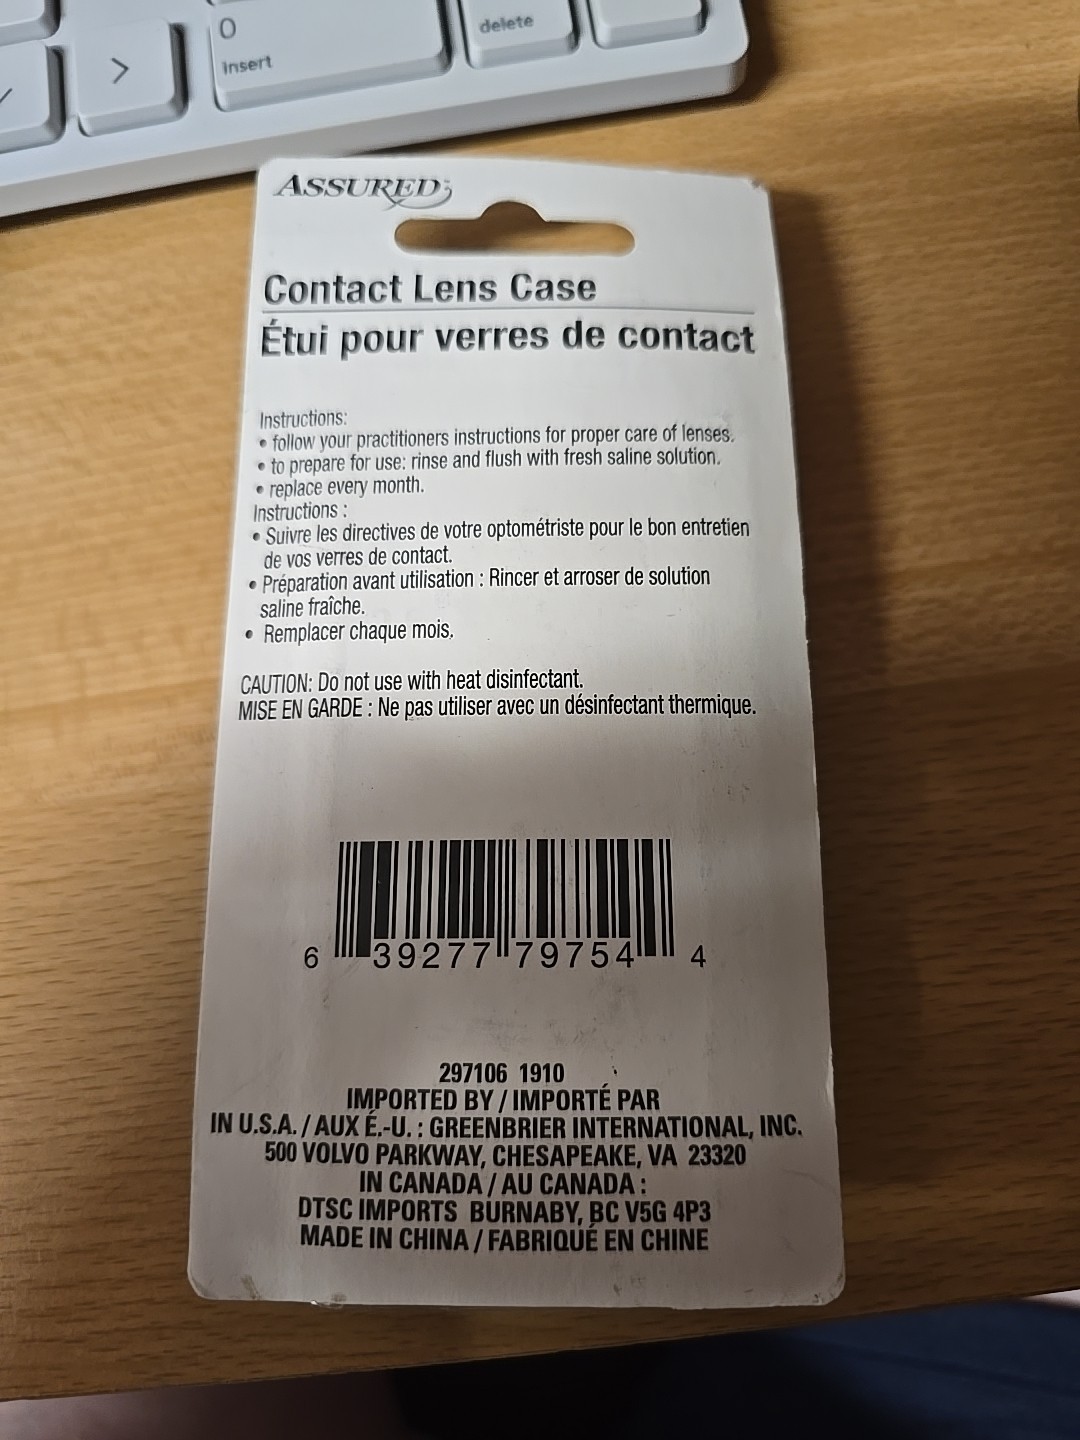 0
insert
delete
>
ASSURED
Contact Lens Case
Étui pour verres de contact
Instructions:
• follow your practitioners instructions for proper care of lenses.
• to prepare for use: rinse and flush with fresh saline solution.
• replace every month.
Instructions :
• Suivre les directives de votre optométriste pour le bon entretien
de vos verres de contact.
• Préparation avant utilisation : Rincer et arroser de solution
saline fraîche.
• Remplacer chaque mois.
CAUTION: Do not use with heat disinfectant.
MISE EN GARDE : Ne pas utiliser avec un désinfectant thermique.
6 39277 79754 4
297106 1910
IMPORTED BY / IMPORTÉ PAR
IN U.S.A. / AUX É.-U. : GREENBRIER INTERNATIONAL, INC.
500 VOLVO PARKWAY, CHESAPEAKE, VA 23320
IN CANADA / AU CANADA :
DTSC IMPORTS BURNABY, BC V5G 4P3
MADE IN CHINA / FABRIQUÉ EN CHINE